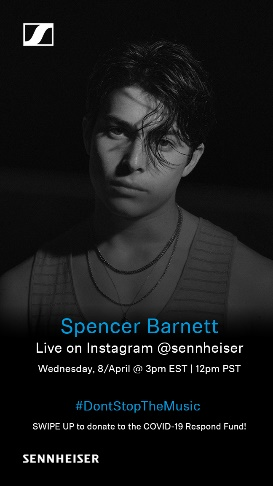 Spencer Barnett
Live on Instagram @sennheiser
Wednesday, 8/April @ 3pm EST | 12pm PST
#DontStopTheMusic
SWIPE UP to donate to the COVID-19 Respond Fund!
SENNHEISER